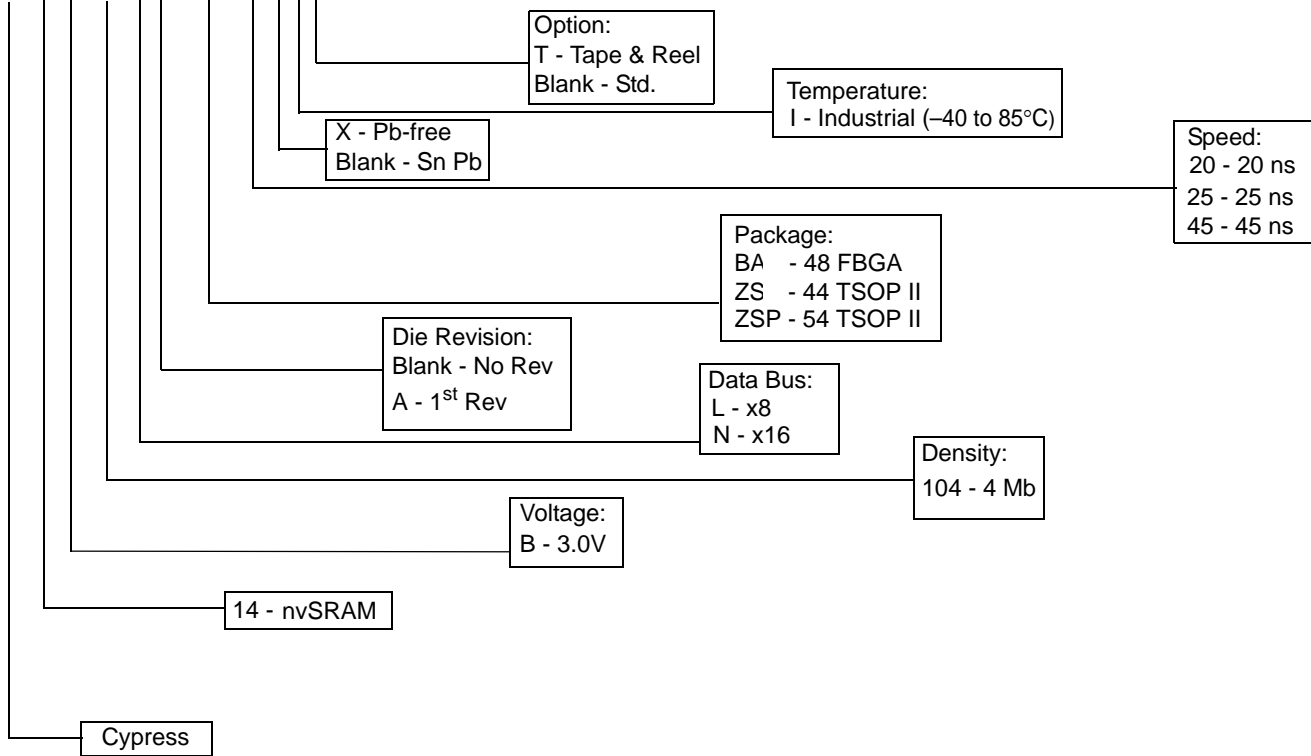 Option:
T - Tape & Reel
Blank - Std.
Temperature:
I - Industrial (–40 to 85°C)
X - Pb-free
Blank - Sn Pb
Speed:
20 - 20 ns
25 - 25 ns
45 - 45 ns
Package:
BA - 48 FBGA
ZS - 44 TSOP II
ZSP - 54 TSOP II
Die Revision:
Blank - No Rev
A - 1st Rev
Data Bus:
L - x8
N - x16
Density:
104 - 4 Mb
Voltage:
B - 3.0V
14 - nvSRAM
Cypress